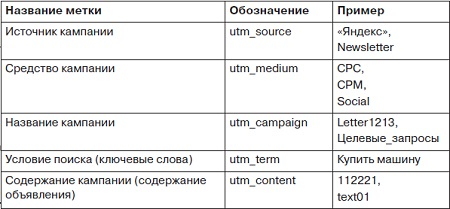 Название метки Обозначение Пример
Источник кампании utm_source «Яндекс»,
Newsletter
Средство кампании utm_medium CPC,
CPM,
Social
Название кампании utm_campaign Letter1213,
Целевые_запросы
Условие поиска (ключевые слова) utm_term Купить машину
Содержание кампании (содержание utm_content 112221,
объявления) text01